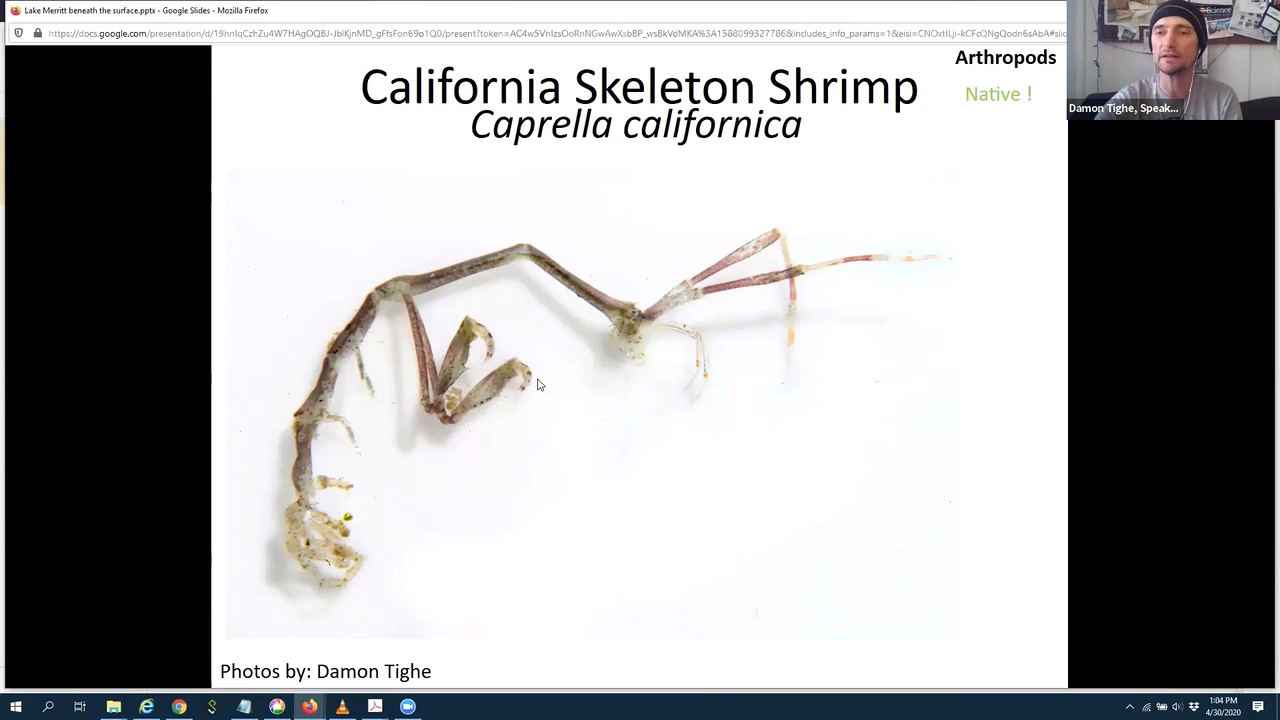 Lake Merritt beneath the surface.pptx - Google Slides - Mozilla Firefox
California Skeleton Shrimp
Caprella californica
Arthropods
Native !
Science
Damon Tighe, Speak...
Photos by: Damon Tighe
1:04 PM
4/30/2020